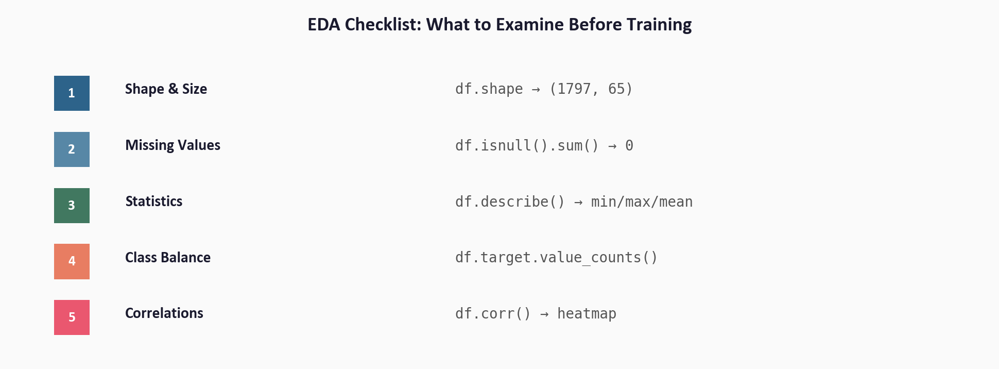 EDA Checklist: What to Examine Before Training
1 Shape & Size df.shape → (1797, 65)
2 Missing Values df.isnull().sum() → 0
3 Statistics df.describe() → min/max/mean
4 Class Balance df.target.value_counts()
5 Correlations df.corr() → heatmap